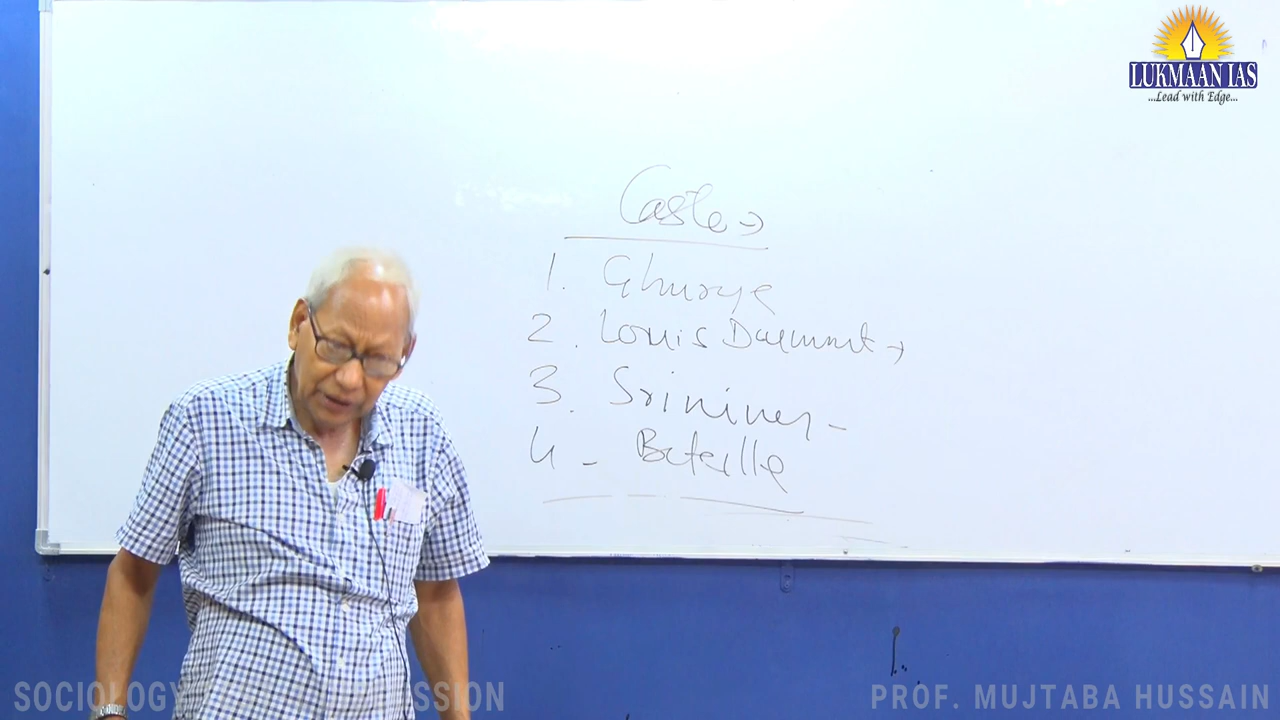 LUKMAAN IAS
...Lead with Edge...
Caste →
1. Ghurye
2. Louis Dumont →
3. Srinivas -
4 - Beteille
SOCIOLOGY
PROF. MUJTABA HUSSAIN